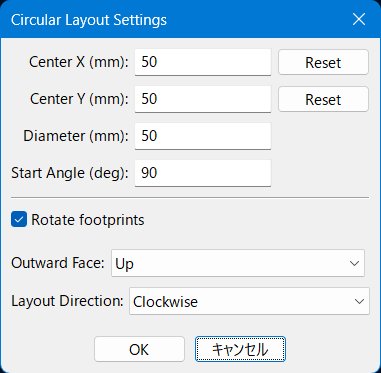 Circular Layout Settings
Center X (mm): 50 Reset
Center Y (mm): 50 Reset
Diameter (mm): 50
Start Angle (deg): 90
Rotate footprints
Outward Face: Up
Layout Direction: Clockwise
OK キャンセル